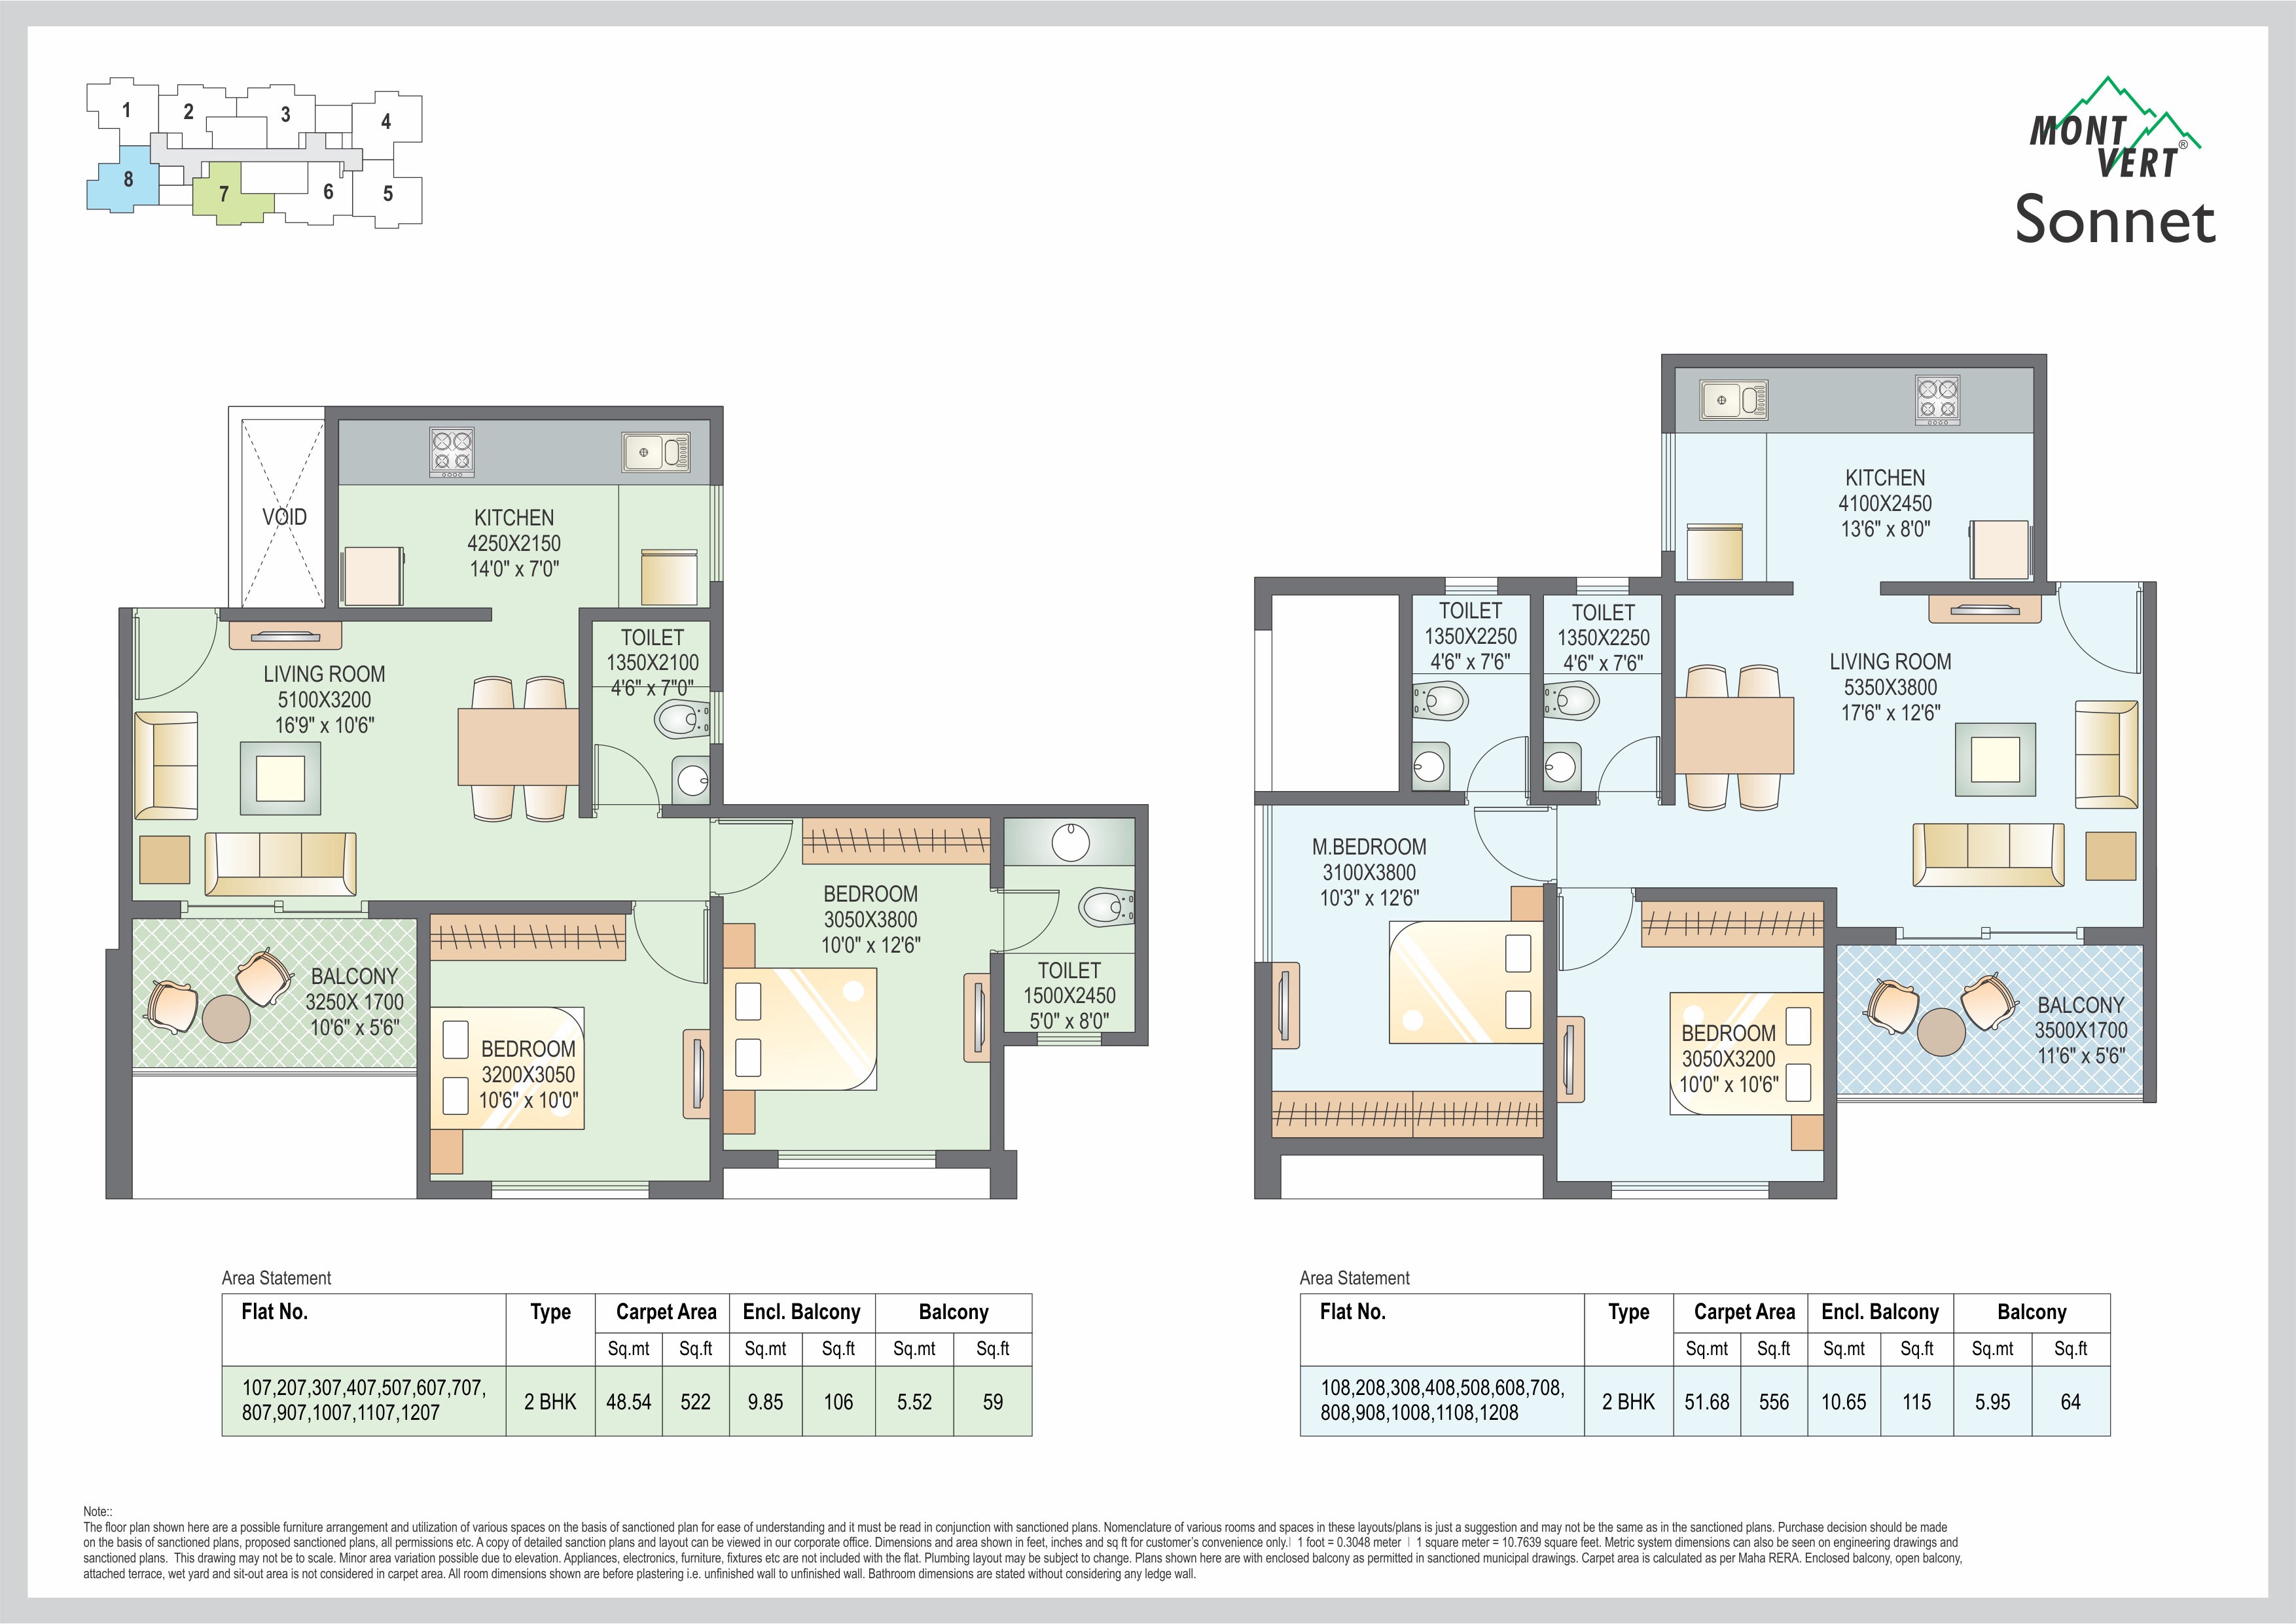 1
2
3
4
8
7
6
5
MONT
VERT®
Sonnet
VOID
KITCHEN
4250X2150
14'0" x 7'0"
TOILET
1350X2100
4'6" x 7"0"
LIVING ROOM
5100X3200
16'9" x 10'6"
BEDROOM
3050X3800
10'0" x 12'6"
TOILET
1500X2450
5'0" x 8'0"
BALCONY
3250X 1700
10'6" x 5'6"
BEDROOM
3200X3050
10'6" x 10'0"
KITCHEN
4100X2450
13'6" x 8'0"
TOILET
1350X2250
4'6" x 7'6"
TOILET
1350X2250
4'6" x 7'6"
LIVING ROOM
5350X3800
17'6" x 12'6"
M.BEDROOM
3100X3800
10'3" x 12'6"
BEDROOM
3050X3200
10'0" x 10'6"
BALCONY
3500X1700
11'6" x 5'6"
Area Statement
Flat No. Type Carpet Area Encl. Balcony Balcony
Sq.mt Sq.ft Sq.mt Sq.ft Sq.mt Sq.ft
107,207,307,407,507,607,707,
807,907,1007,1107,1207
2 BHK 48.54 522 9.85 106 5.52 59
Area Statement
Flat No. Type Carpet Area Encl. Balcony Balcony
Sq.mt Sq.ft Sq.mt Sq.ft Sq.mt Sq.ft
108,208,308,408,508,608,708,
808,908,1008,1108,1208
2 BHK 51.68 556 10.65 115 5.95 64
Note::
The floor plan shown here are a possible furniture arrangement and utilization of various spaces on the basis of sanctioned plan for ease of understanding and it must be read in conjunction with sanctioned plans. Nomenclature of various rooms and spaces in these layouts/plans is just a suggestion and may not be the same as in the sanctioned plans. Purchase decision should be made
on the basis of sanctioned plans, proposed sanctioned plans, all permissions etc. A copy of detailed sanction plans and layout can be viewed in our corporate office. Dimensions and area shown in feet, inches and sq ft for customer's convenience only.| 1 foot = 0.3048 meter | 1 square meter = 10.7639 square feet. Metric system dimensions can also be seen on engineering drawings and
sanctioned plans. This drawing may not be to scale. Minor area variation possible due to elevation. Appliances, electronics, furniture, fixtures etc are not included with the flat. Plumbing layout may be subject to change. Plans shown here are with enclosed balcony as permitted in sanctioned municipal drawings. Carpet area is calculated as per Maha RERA. Enclosed balcony, open balcony,
attached terrace, wet yard and sit-out area is not considered in carpet area. All room dimensions shown are before plastering i.e. unfinished wall to unfinished wall. Bathroom dimensions are stated without considering any ledge wall.